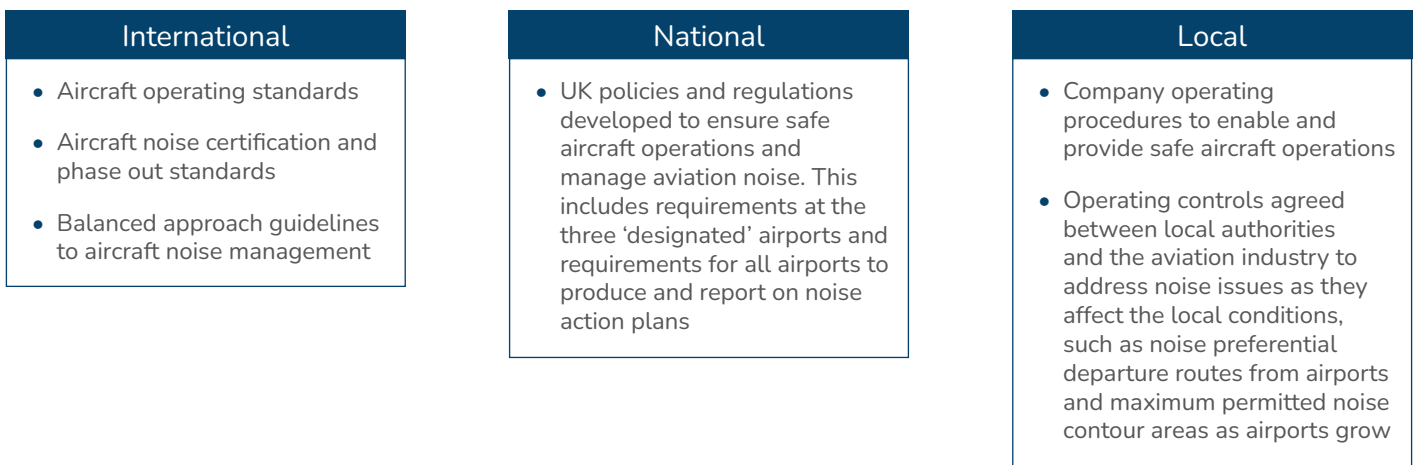 International
• Aircraft operating standards
• Aircraft noise certification and
phase out standards
• Balanced approach guidelines
to aircraft noise management
National
• UK policies and regulations
developed to ensure safe
aircraft operations and
manage aviation noise. This
includes requirements at the
three ‘designated’ airports and
requirements for all airports to
produce and report on noise
action plans
Local
• Company operating
procedures to enable and
provide safe aircraft operations
• Operating controls agreed
between local authorities
and the aviation industry to
address noise issues as they
affect the local conditions,
such as noise preferential
departure routes from airports
and maximum permitted noise
contour areas as airports grow